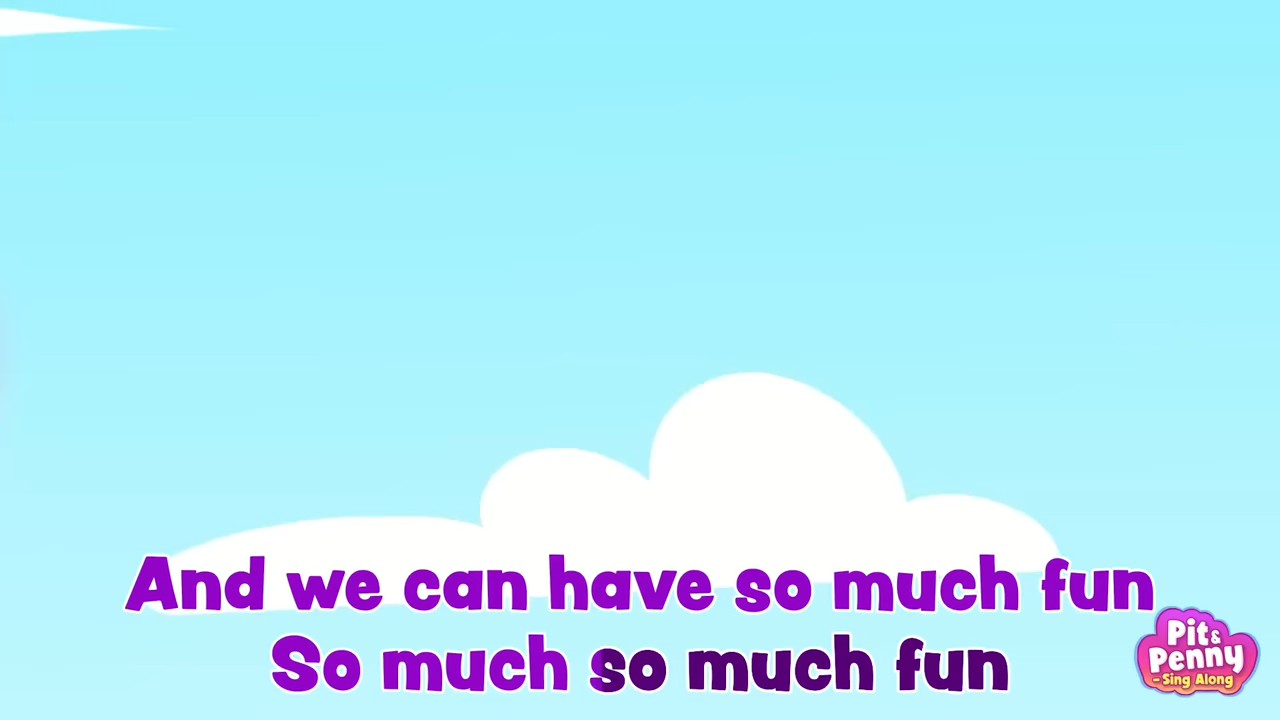 And we can have so much fun
So much so much fun
Pit &
Penny
- Sing Along